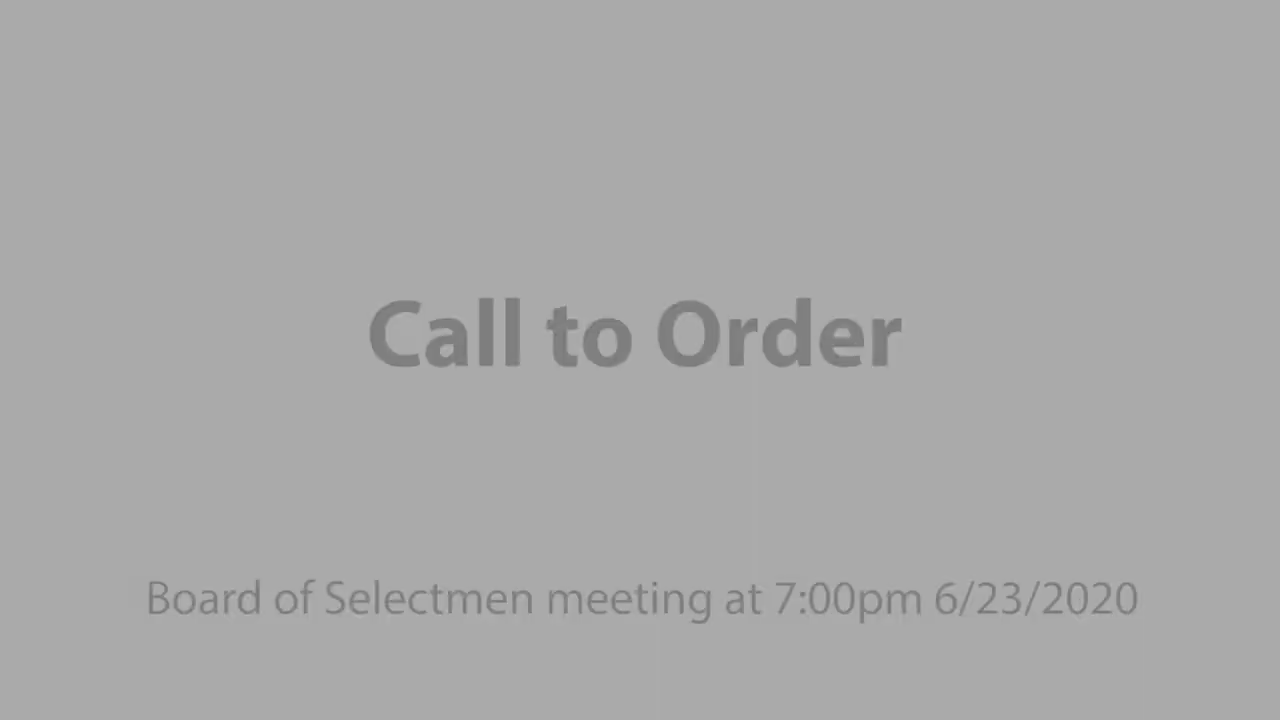 Call to Order
Board of Selectmen meeting at 7:00pm 6/23/2020